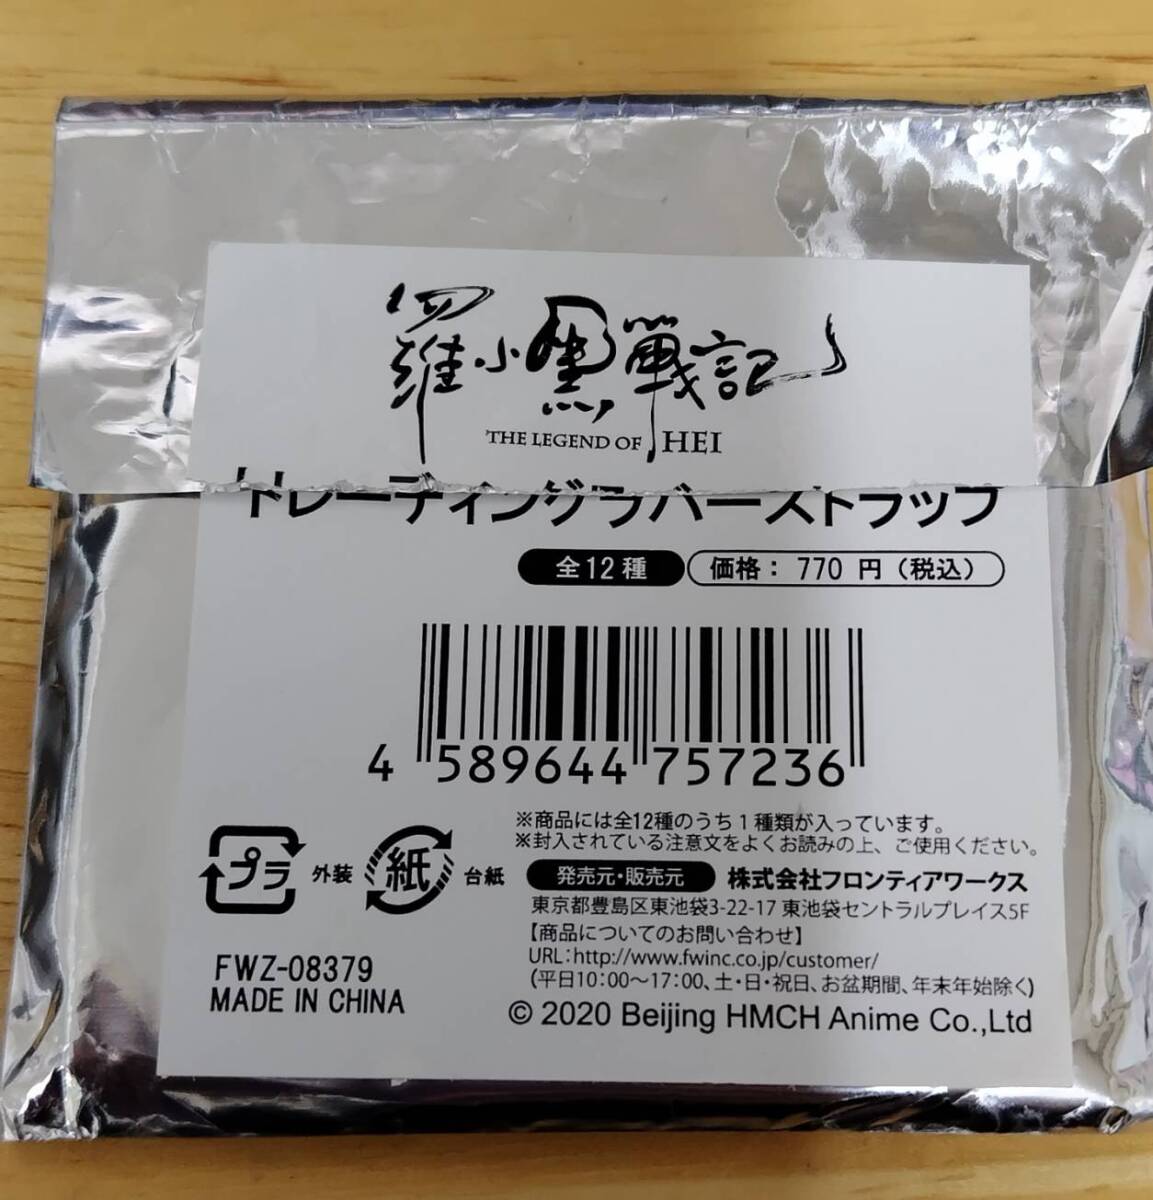 羅小黒戦記
THE LEGEND OF HEI
トレーディングラバーストラップ
全12種 価格：770 円（税込）
4 589644 757236
※商品には全12種のうち1種類が入っています。
※封入されている注意文をよくお読みの上、ご使用ください。
プラ 外装 紙 台紙
発売元・販売元 株式会社フロンティアワークス
東京都豊島区東池袋3-22-17 東池袋セントラルプレイス5F
【商品についてのお問い合わせ】
URL：http://www.fwinc.co.jp/customer/
(平日10：00～17：00、土・日・祝日、お盆期間、年末年始除く)
FWZ-08379
MADE IN CHINA
© 2020 Beijing HMCH Anime Co.,Ltd